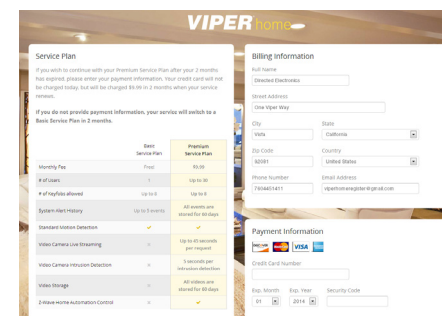 VIPER home
Service Plan
If you wish to continue with your Premium Service Plan after your 2 months
has expired, please enter your payment information. Your credit card will not
be charged today, but will be charged $9.99 in 2 months when your service
renews.
If you do not provide payment information, your service will switch to a
Basic Service Plan in 2 months.
Basic Service Plan
Premium Service Plan
Monthly Fee Free $9.99
# of Users Up to 30
# of Keyfobs allowed Up to 8 Up to 8
System Alert History Up to 5 events All events are stored for 60 days
Standard Motion Detection
Video Camera Live Streaming Up to 45 seconds per request
Video Camera Intrusion Detection 5 seconds per intrusion detection
Video Storage All videos are stored for 60 days
Z-Wave Home Automation Control
Billing Information
Full Name
Directed Electronics
Street Address
One Viper Way
City State
Vista California
Zip Code Country
92081 United States
Phone Number Email Address
7604451411 viperhomeregister@gmail.com
Payment Information
VISA
Credit Card Number
Exp. Month Exp. Year Security Code
01 2014